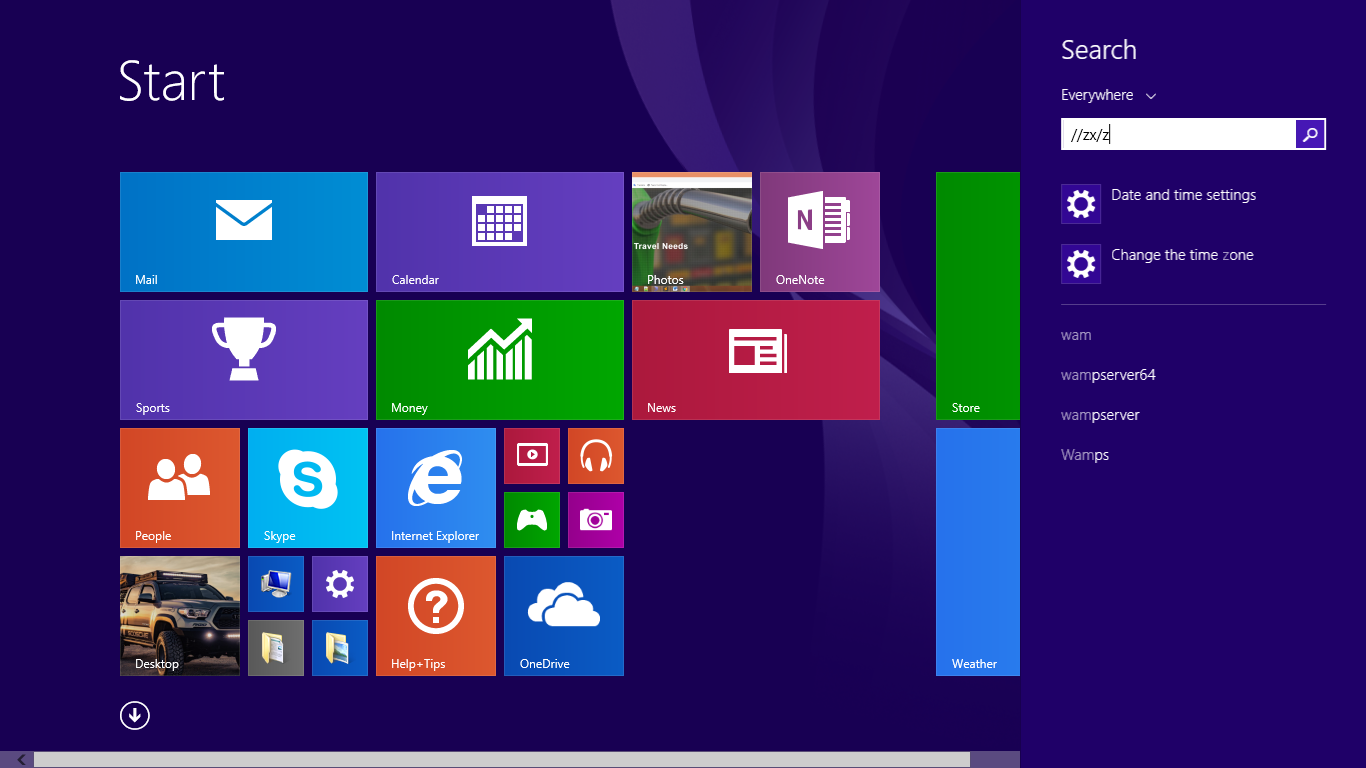 Start
Search
Everywhere
//zx/z
Date and time settings
Change the time zone
wam
wampserver64
wampserver
Wamps
Mail
Calendar
Travel Needs
Photos
N
OneNote
Sports
Money
News
Store
People
S
Skype
Internet Explorer
Desktop
?
Help+Tips
OneDrive
Weather